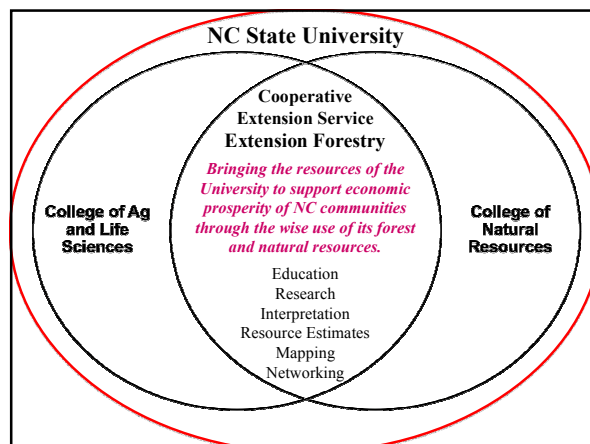 NC State University
Cooperative
Extension Service
Extension Forestry
Bringing the resources of the
University to support economic
prosperity of NC communities
through the wise use of its forest
and natural resources.
College of Ag
and Life
Sciences
College of
Natural
Resources
Education
Research
Interpretation
Resource Estimates
Mapping
Networking